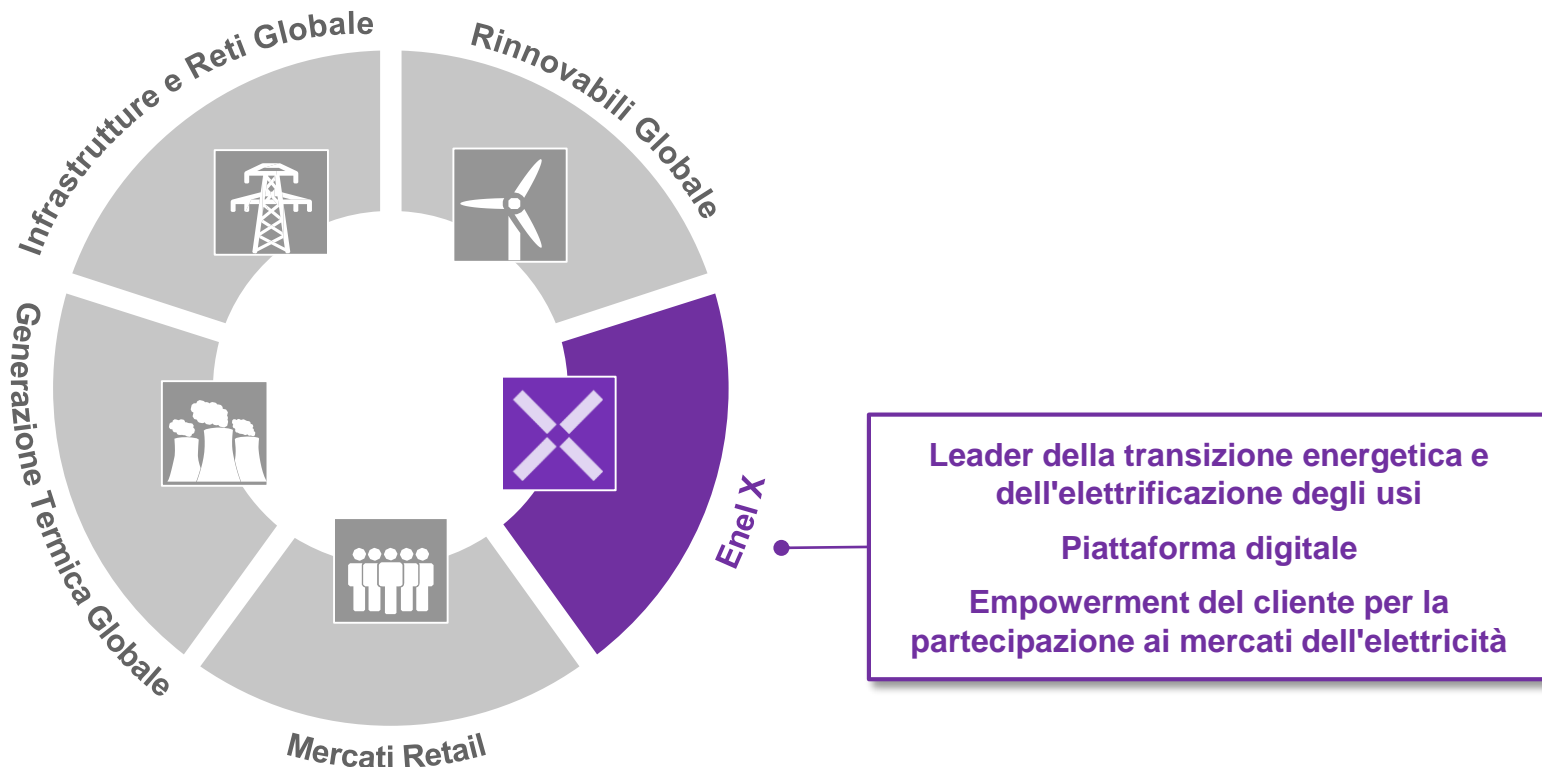 Infrastrutture e Reti Globale
Rinnovabili Globale
Generazione Termica Globale
Enel X
Mercati Retail
Leader della transizione energetica e
dell'elettrificazione degli usi
Piattaforma digitale
Empowerment del cliente per la
partecipazione ai mercati dell'elettricità